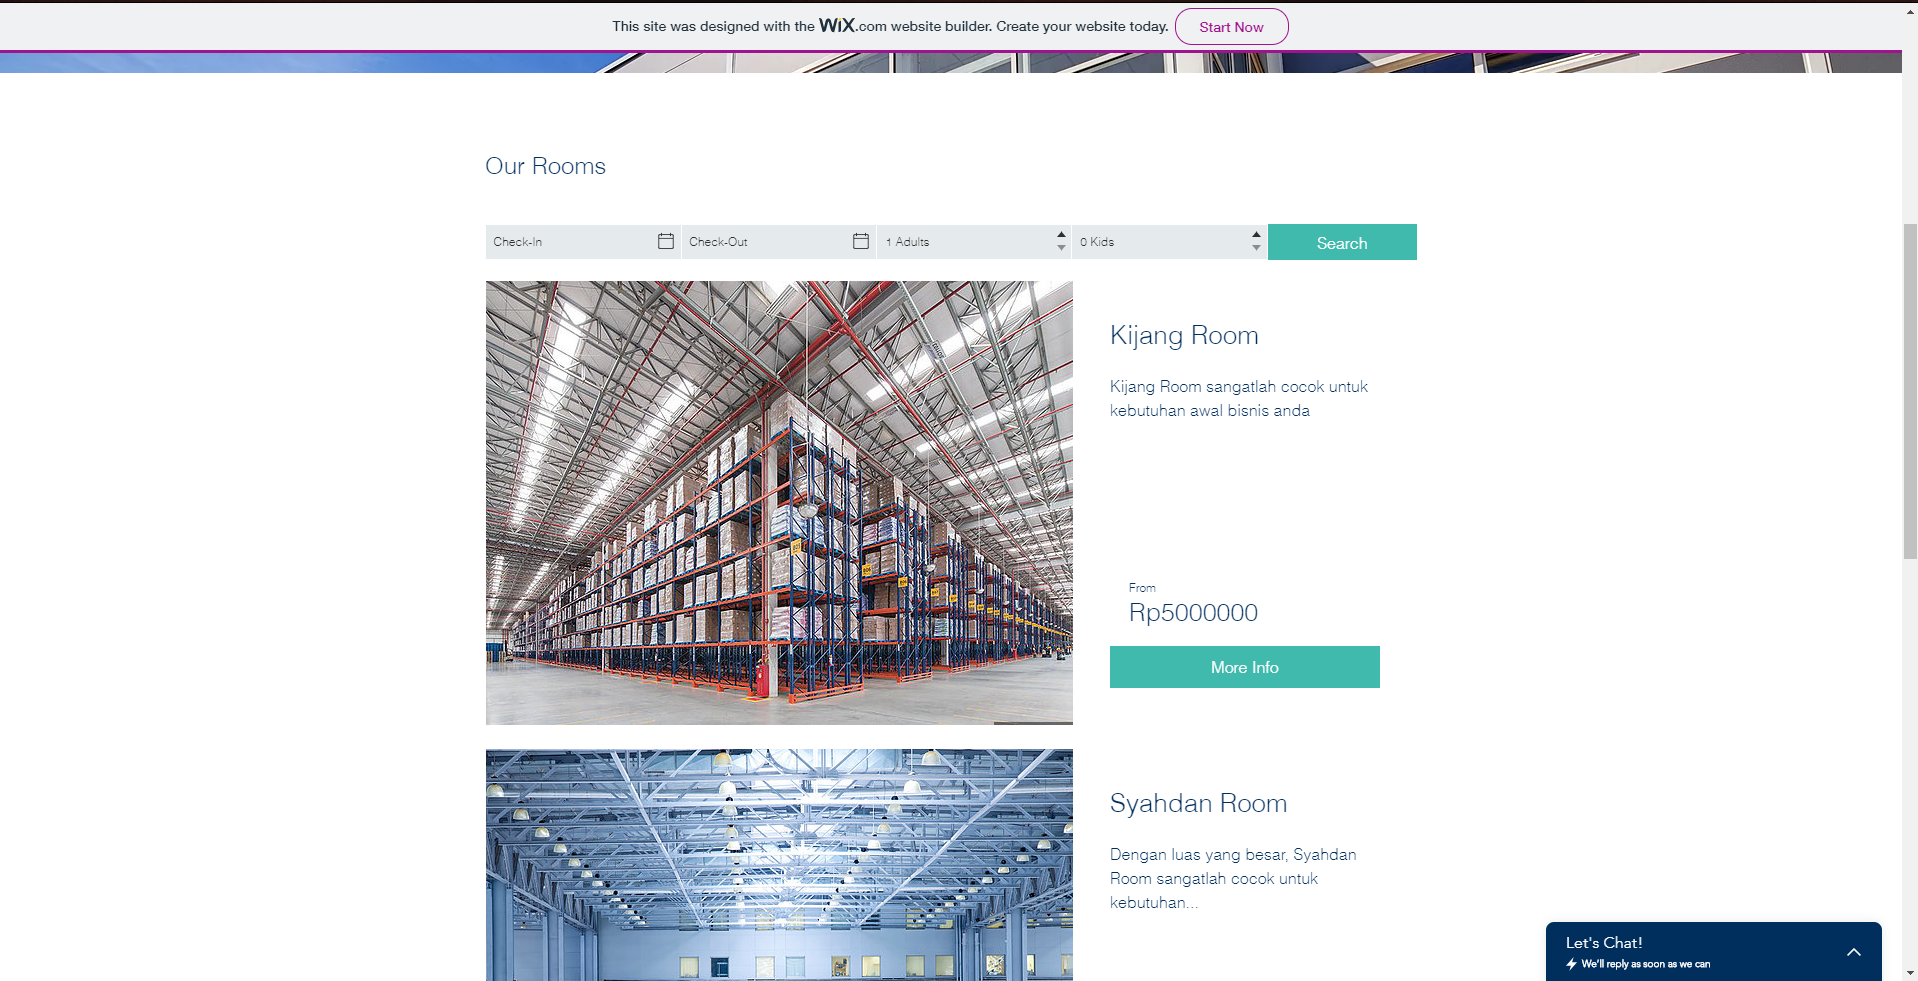 This site was designed with the WiX.com website builder. Create your website today.
Start Now
Our Rooms
Check-In
Check-Out
1 Adults
0 Kids
Search
Kijang Room
Kijang Room sangatlah cocok untuk
kebutuhan awal bisnis anda
From
Rp5000000
More Info
Syahdan Room
Dengan luas yang besar, Syahdan
Room sangatlah cocok untuk
kebutuhan...
Let's Chat!
We'll reply as soon as we can